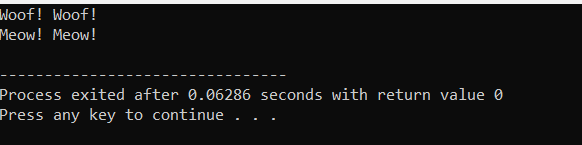 Woof! Woof!
Meow! Meow!
--------------------------------
Process exited after 0.06286 seconds with return value 0
Press any key to continue . . .